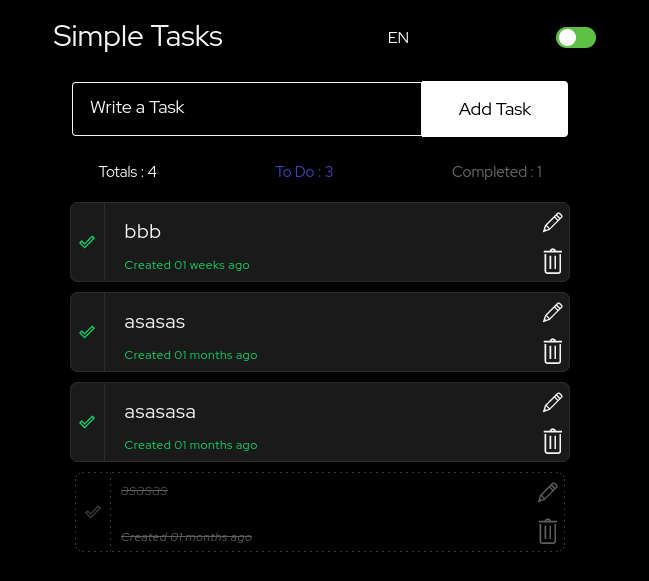 Simple Tasks
EN
Write a Task
Add Task
Totals : 4
To Do : 3
Completed : 1
bbb
Created 01 weeks ago
asasas
Created 01 months ago
asasasa
Created 01 months ago
asasas
Created 01 months ago